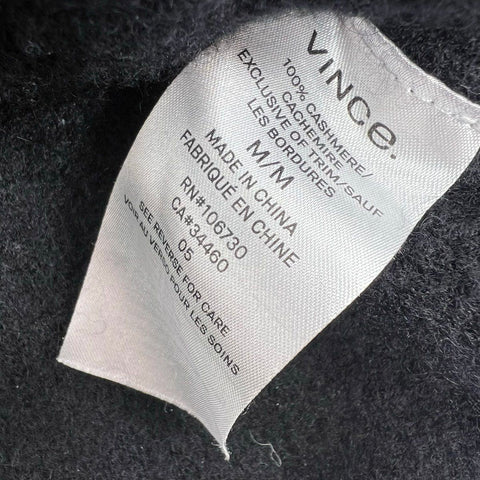 VINCE.
100% CASHMERE/
CACHEMIRE
EXCLUSIVE OF TRIM/SAUF
LES BORDURES
M/M
MADE IN CHINA
FABRIQUÉ EN CHINE
RN#106730
CA#34460
05
SEE REVERSE FOR CARE
VOIR AU VERSO POUR LES SOINS